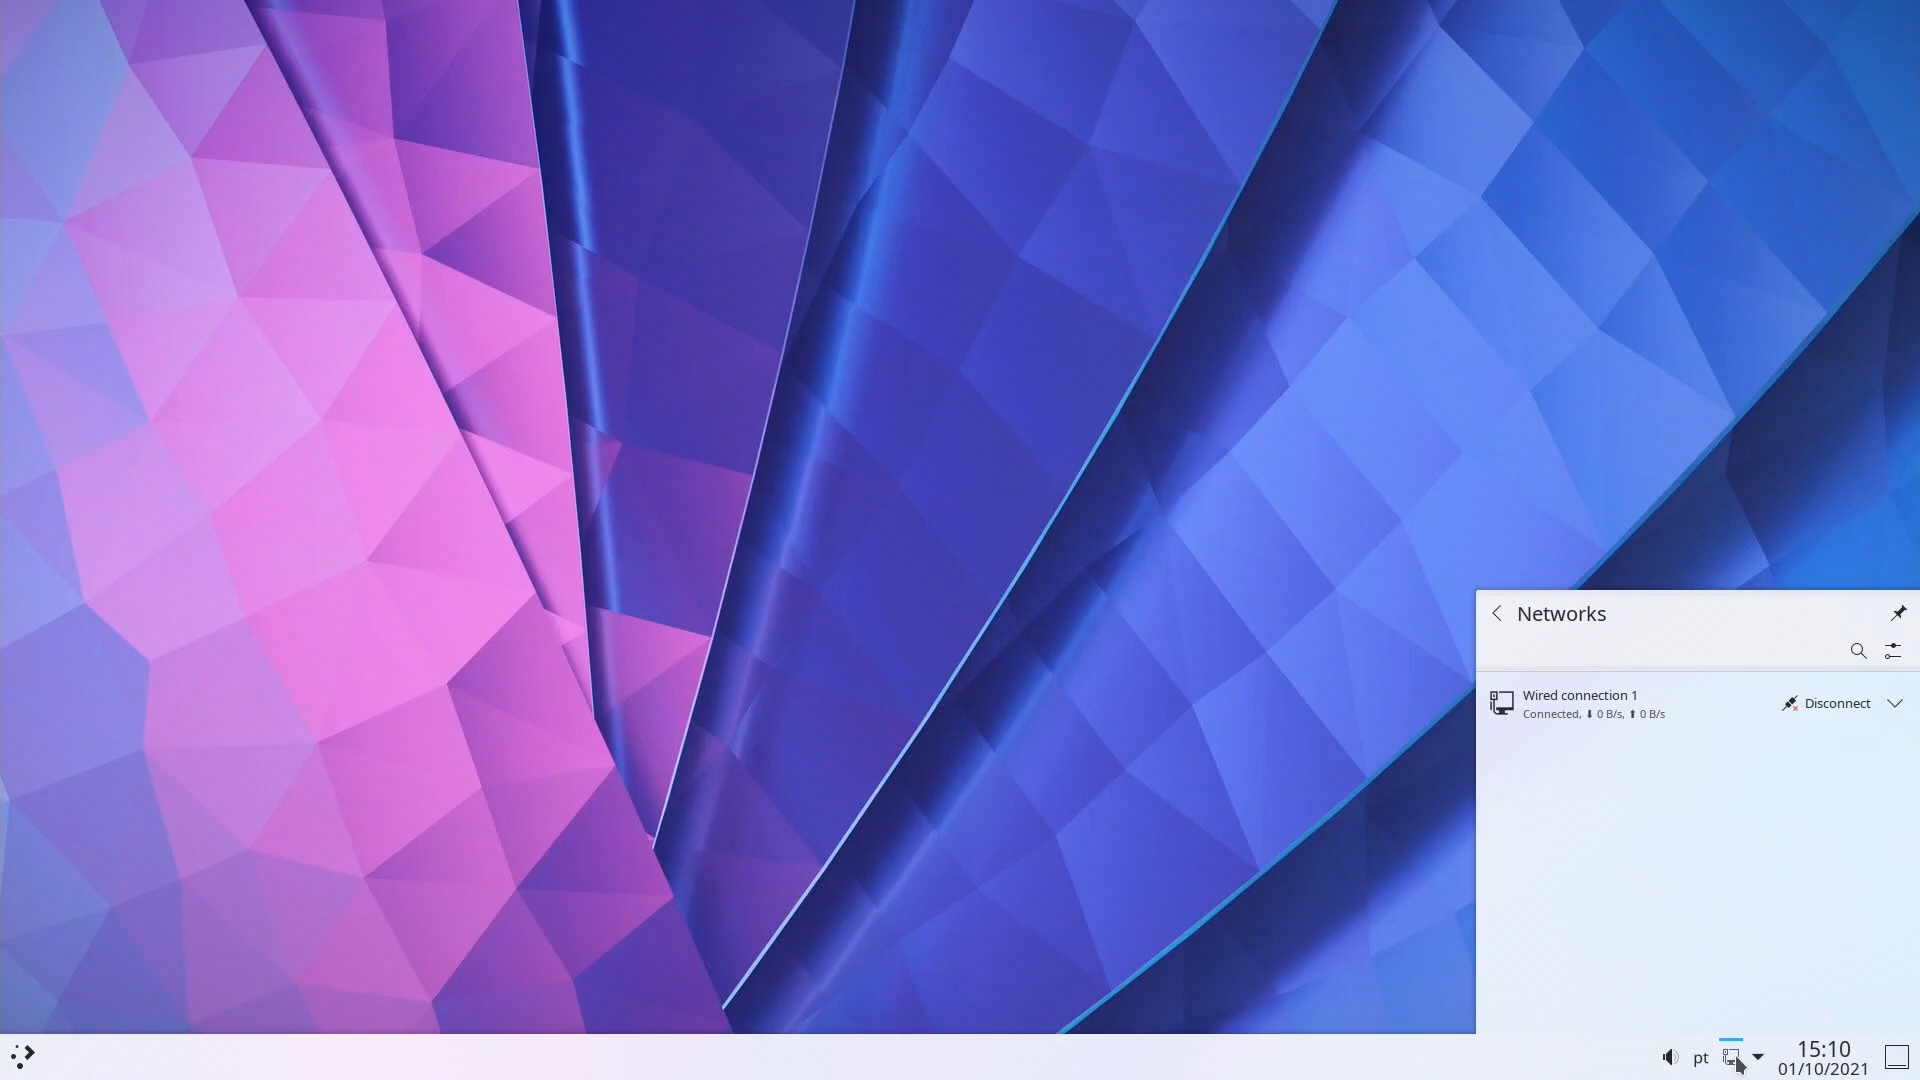 Networks
Wired connection 1
Connected, ⬇ 0 B/s, ⬆ 0 B/s
Disconnect
pt
15:10
01/10/2021